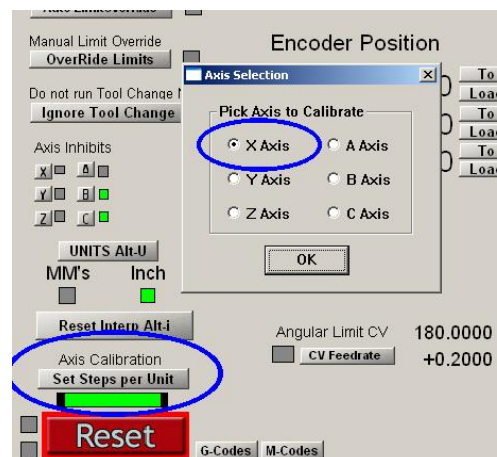 Manual Limit Override
OverRide Limits
Encoder Position
Axis Selection
To
Load
Do not run Tool Change
Ignore Tool Change
Pick Axis to Calibrate
To
Axis Inhibits
X Axis
A Axis
To
X
A
Y
B
Y Axis
B Axis
Z
C
Z Axis
C Axis
UNITS Alt-U
MM's
Inch
OK
Reset Interp Alt-i
Angular Limit CV
180.0000
Axis Calibration
CV Feedrate
+0.2000
Set Steps per Unit
Reset
G-Codes
M-Codes